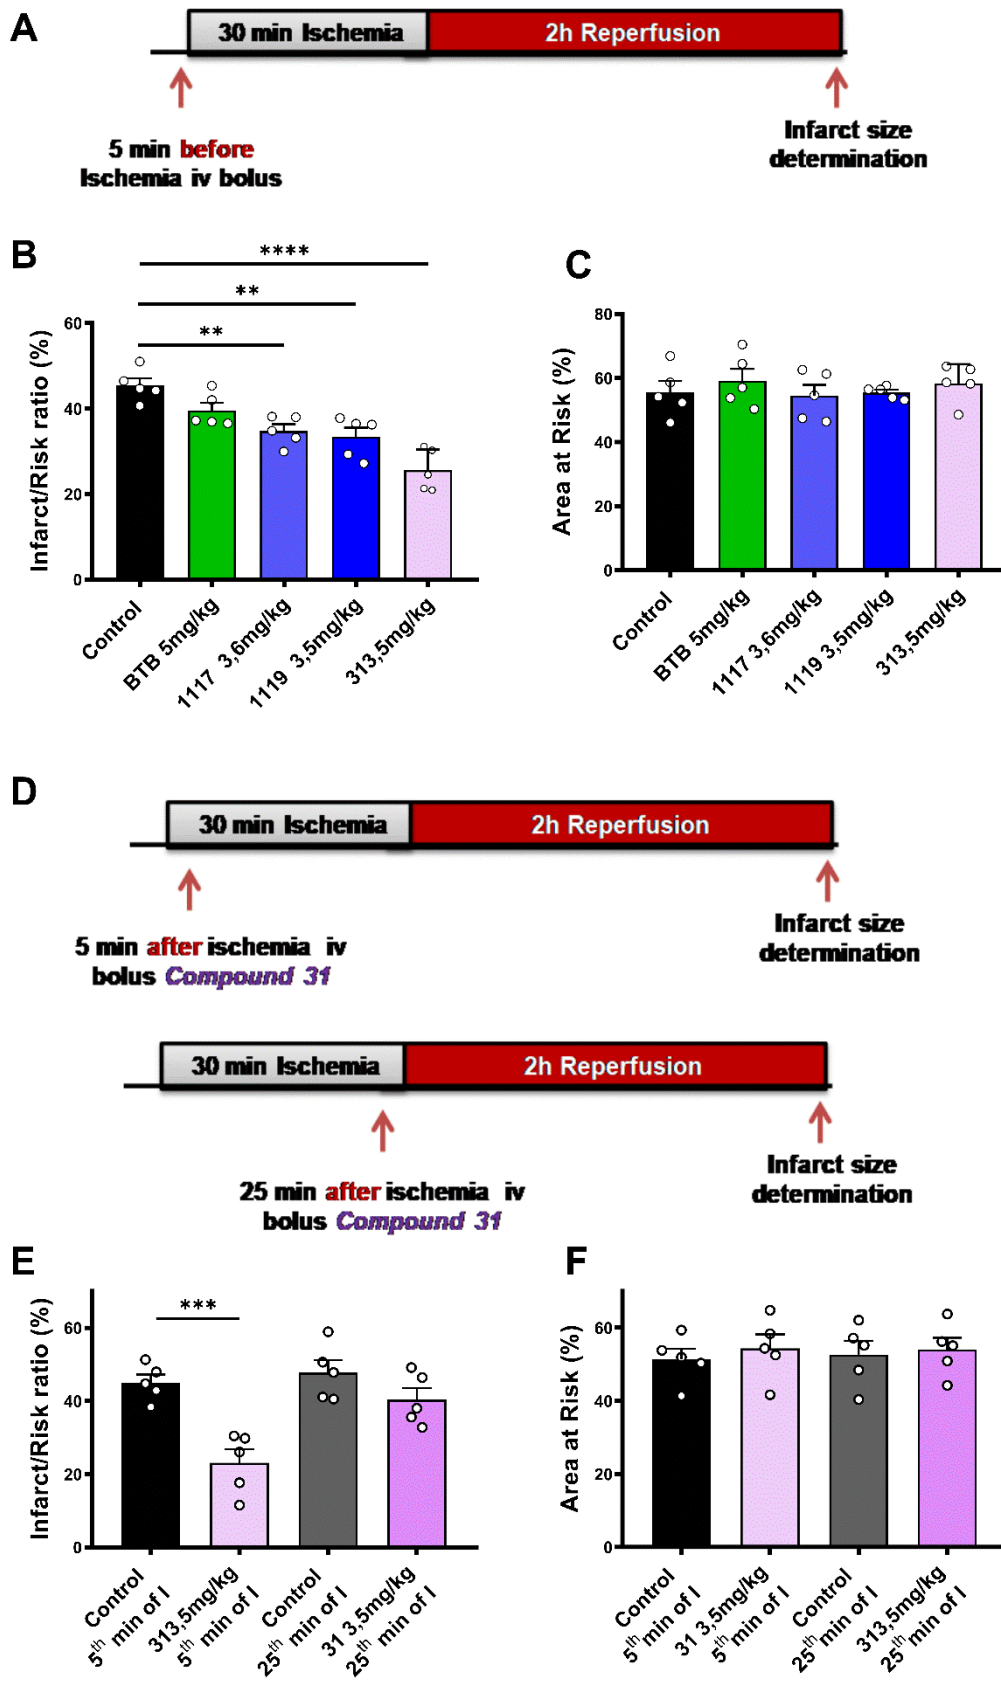 A
30 min Ischemia
2h Reperfusion
5 min before
Ischemia iv bolus
Infarct size
determination
B
****
**
**
Infarct/Risk ratio (%)
60
40
20
0
Control
BTB 5mg/kg
1117 3,6mg/kg
1119 3,5mg/kg
313,5mg/kg
C
Area at Risk (%)
80
60
40
20
0
Control
BTB 5mg/kg
1117 3,6mg/kg
1119 3,5mg/kg
313,5mg/kg
D
30 min Ischemia
2h Reperfusion
5 min after ischemia iv
bolus Compound 31
Infarct size
determination
30 min Ischemia
2h Reperfusion
25 min after ischemia iv
bolus Compound 31
Infarct size
determination
E
***
Infarct/Risk ratio (%)
60
40
20
0
Control
5th min of I
313,5mg/kg
5th min of I
Control
25th min of I
31 3,5mg/kg
25th min of I
F
Area at Risk (%)
60
40
20
0
Control
5th min of I
31 3,5mg/kg
5th min of I
Control
25th min of I
313,5mg/kg
25th min of I